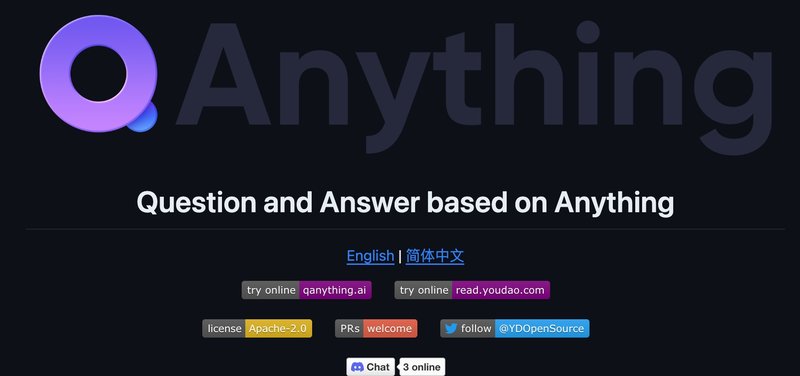 QAnything
Question and Answer based on Anything
English | 简体中文
try online qanything.ai try online read.youdao.com
license Apache-2.0 PRs welcome follow @YDOpenSource
Chat 3 online